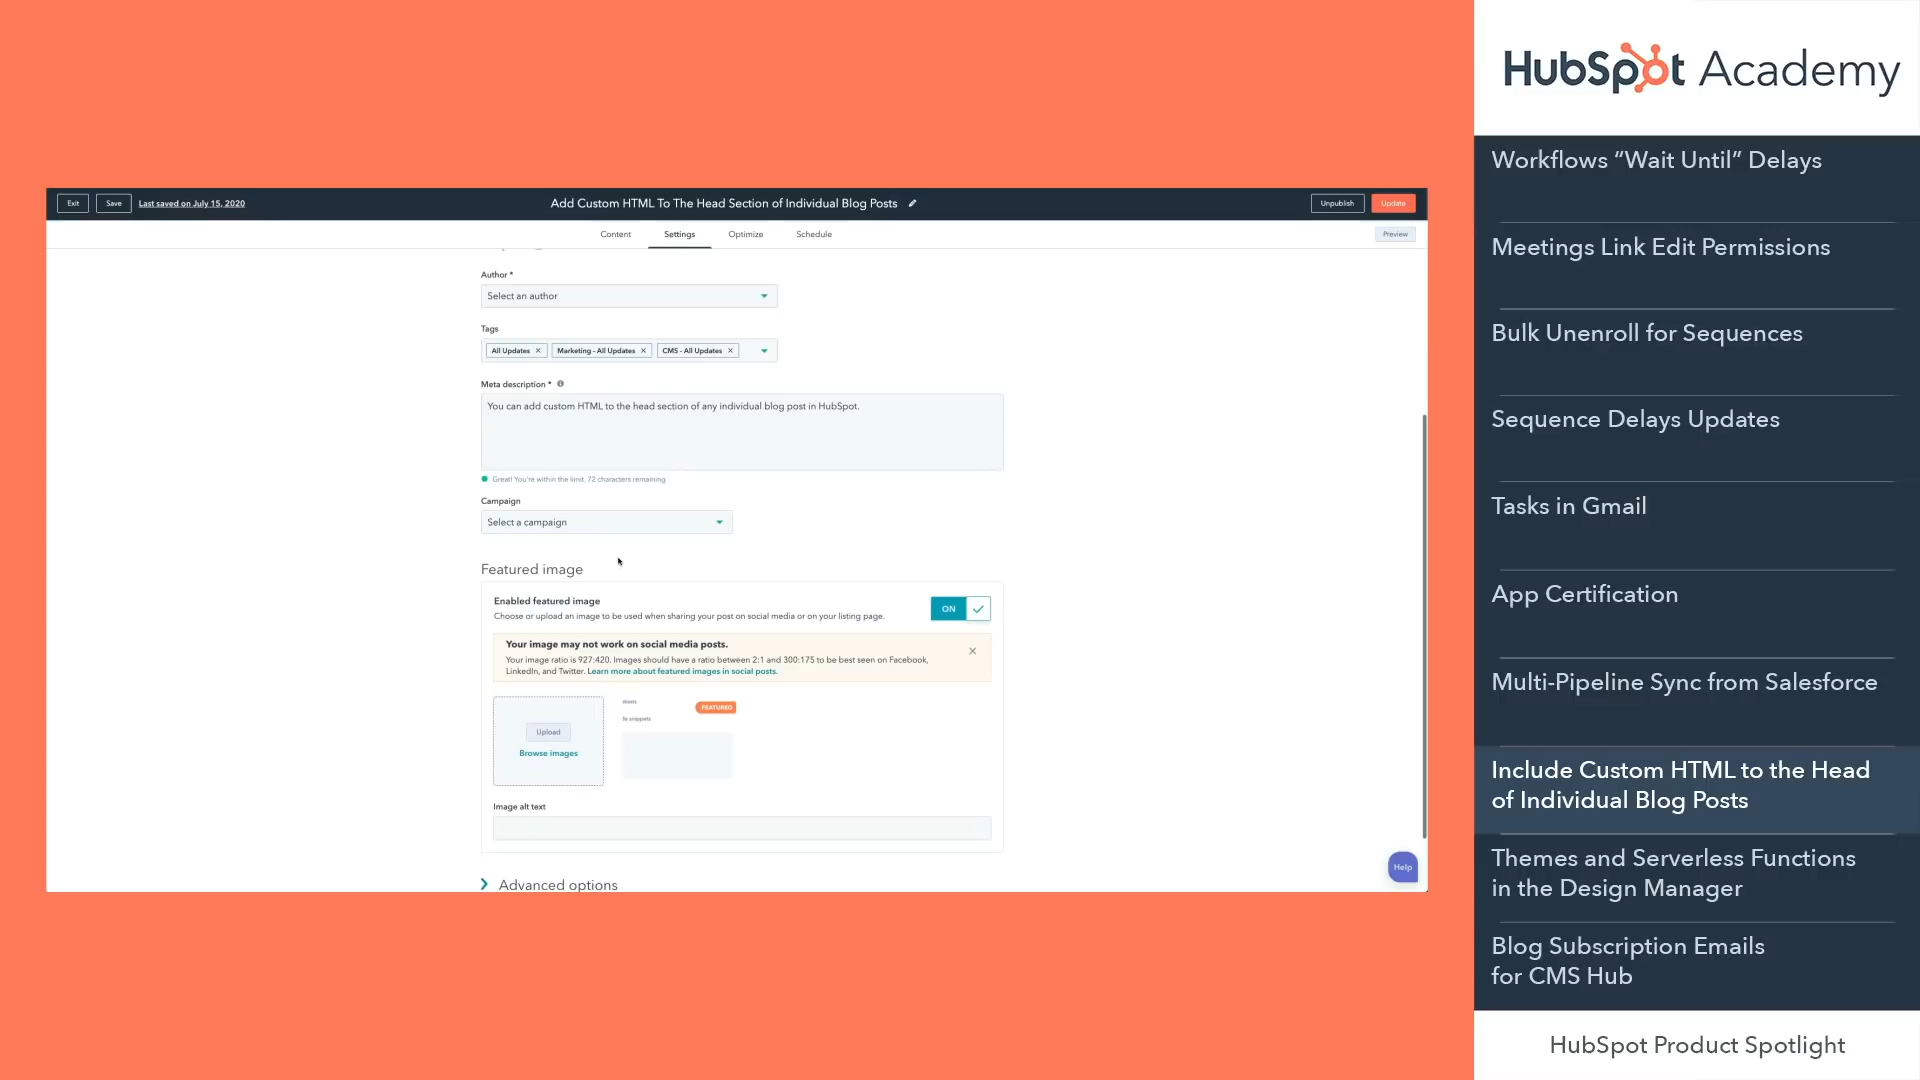 Exit
Save
Last saved on July 15, 2020
Add Custom HTML To The Head Section of Individual Blog Posts
Unpublish
Update
Content
Settings
Optimize
Schedule
Preview
Author *
Select an author
Tags
All Updates
Marketing - All Updates
CMS - All Updates
Meta description *
You can add custom HTML to the head section of any individual blog post in HubSpot.
Great! You're within the limit. 72 characters remaining
Campaign
Select a campaign
Featured image
Enabled featured image
Choose or upload an image to be used when sharing your post on social media or on your listing page.
ON
Your image may not work on social media posts.
Your image ratio is 927:420. Images should have a ratio between 2:1 and 300:175 to be best seen on Facebook,
LinkedIn, and Twitter. Learn more about featured images in social posts.
Upload
Browse images
snippets
FEATURED
Image alt text
Advanced options
Help
HubSpot Academy
Workflows “Wait Until” Delays
Meetings Link Edit Permissions
Bulk Unenroll for Sequences
Sequence Delays Updates
Tasks in Gmail
App Certification
Multi-Pipeline Sync from Salesforce
Include Custom HTML to the Head
of Individual Blog Posts
Themes and Serverless Functions
in the Design Manager
Blog Subscription Emails
for CMS Hub
HubSpot Product Spotlight